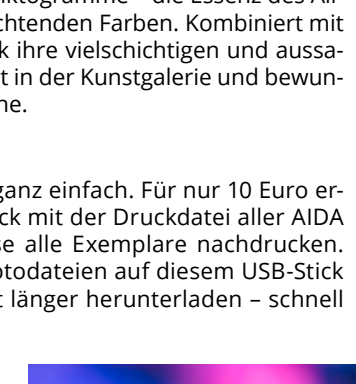 die Essenz des All-
chtenden Farben. Kombiniert mit
k ihre vielschichtigen und aussa-
t in der Kunstgalerie und bewun-
ne.
ganz einfach. Für nur 10 Euro er-
ck mit der Druckdatei aller AIDA
se alle Exemplare nachdrucken.
otodateien auf diesem USB-Stick
t länger herunterladen – schnell